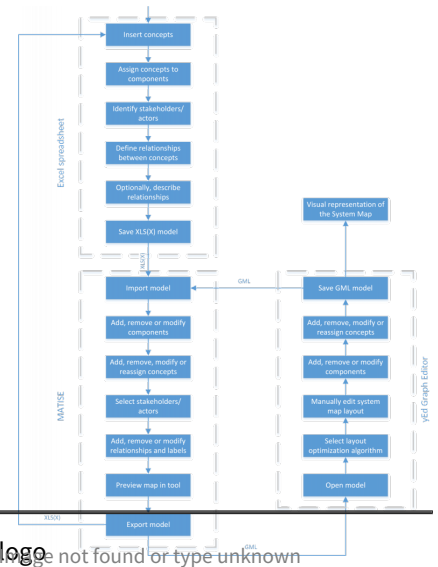 Insert concepts
Assign concepts to
components
Identify stakeholders/
actors
Define relationships
between concepts
Optionally, describe
relationships
Save XLS(X) model
Excel spreadsheet
XLS(X)
Import model
Add, remove or modify
components
Add, remove, modify or
reassign concepts
Select stakeholders/
actors
Add, remove or modify
relationships and labels
Preview map in tool
Export model
MATISE
XLS(X)
GML
GML
Visual representation of
the System Map
Save GML model
Add, remove, modify or
reassign concepts
Add, remove or modify
components
Manually edit system
map layout
Select layout
optimization algorithm
Open model
yEd Graph Editor
logo
Image not found or type unknown